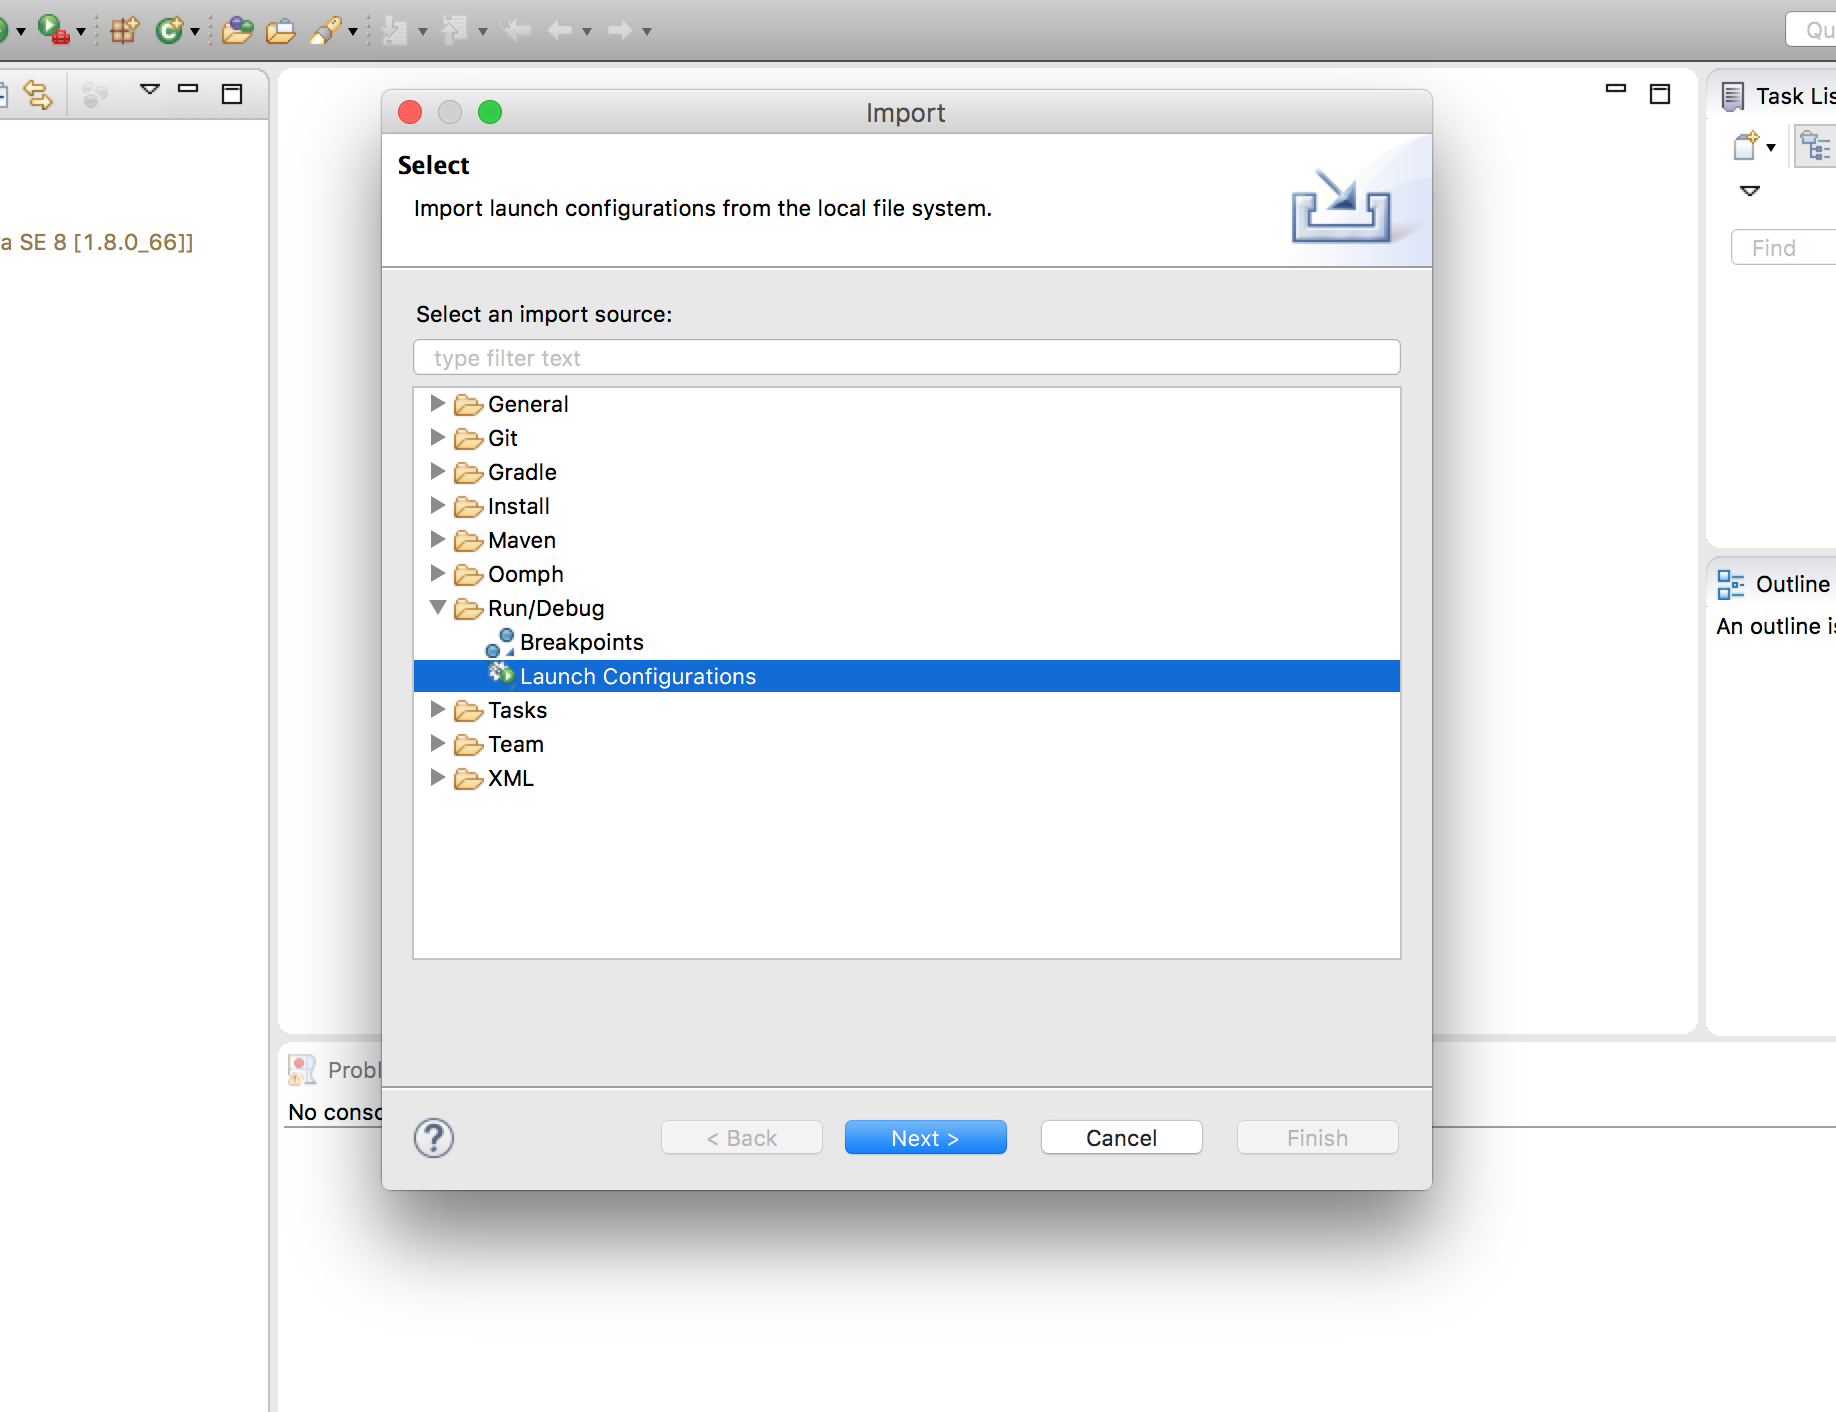 Qu
Import
Task Lis
Select
Import launch configurations from the local file system.
a SE 8 [1.8.0_66]]
Find
Select an import source:
type filter text
General
Git
Gradle
Install
Maven
Oomph
Outline
Run/Debug
An outline is
Breakpoints
Launch Configurations
Tasks
Team
XML
Probl
No consc
?
< Back
Next >
Cancel
Finish